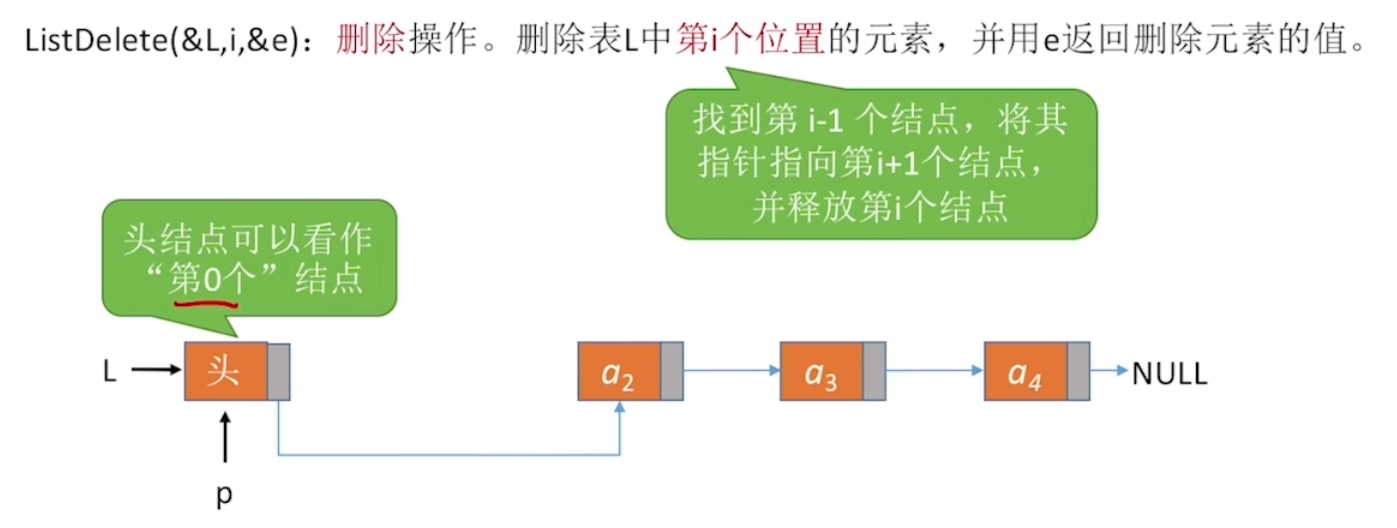 ListDelete(&L,i,&e)：删除操作。删除表L中第i个位置的元素，并用e返回删除元素的值。
找到第 i-1 个结点，将其
指针指向第i+1个结点，
并释放第i个结点
头结点可以看作
“第0个”结点
L 头 a2 a3 a4 NULL
p